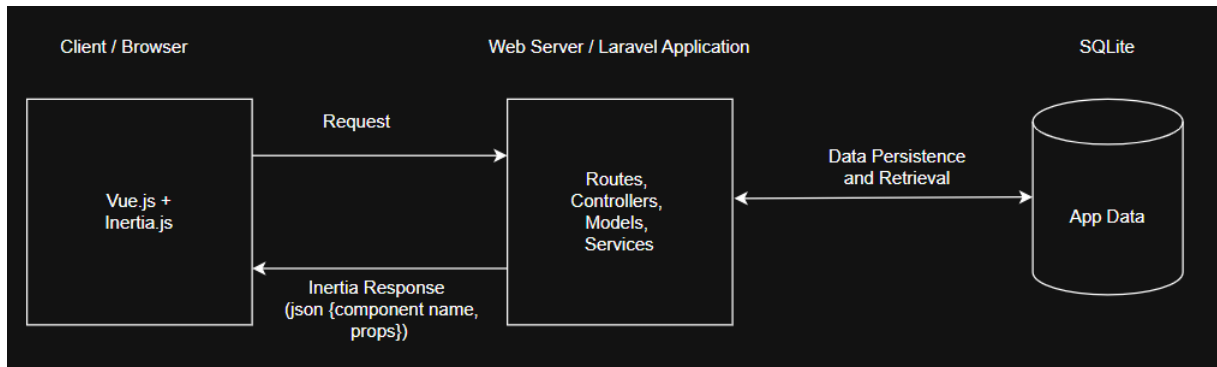 Client / Browser
Web Server / Laravel Application
SQLite
Vue.js +
Inertia.js
Request
Inertia Response
(json {component name,
props})
Routes,
Controllers,
Models,
Services
Data Persistence
and Retrieval
App Data